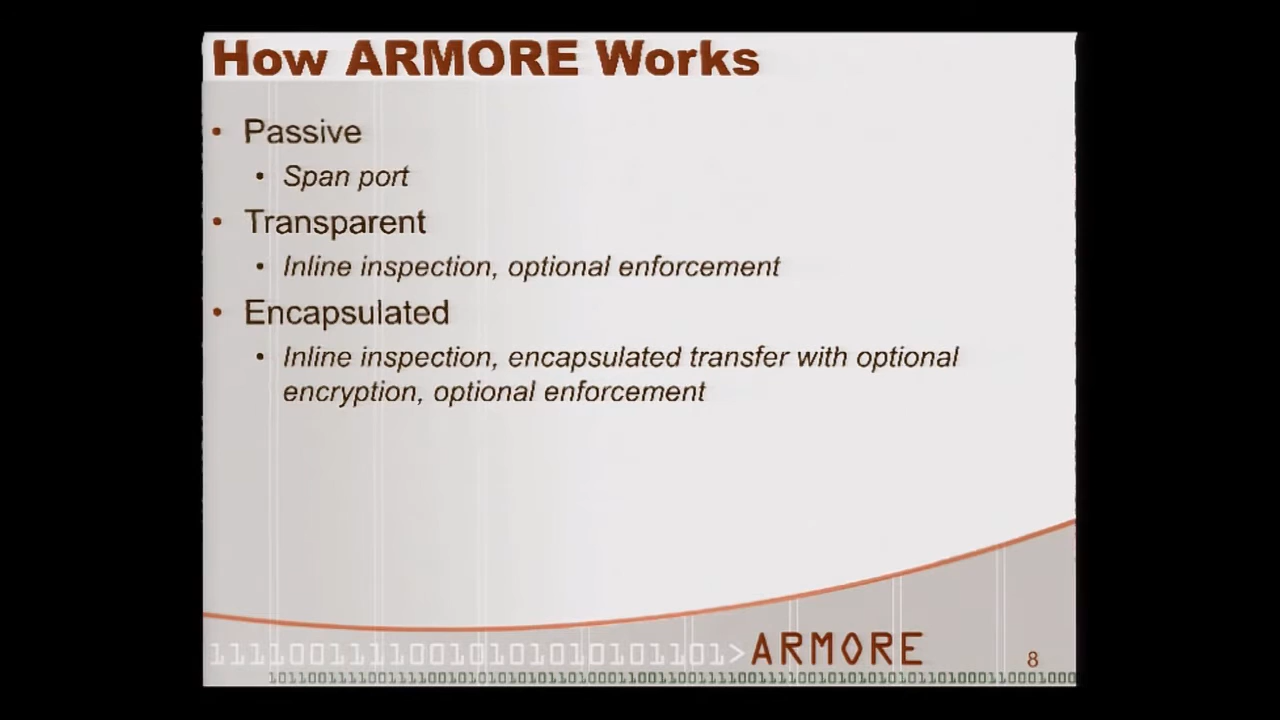 How ARMORE Works
• Passive
• Span port
• Transparent
• Inline inspection, optional enforcement
• Encapsulated
• Inline inspection, encapsulated transfer with optional
encryption, optional enforcement
ARMORE
8